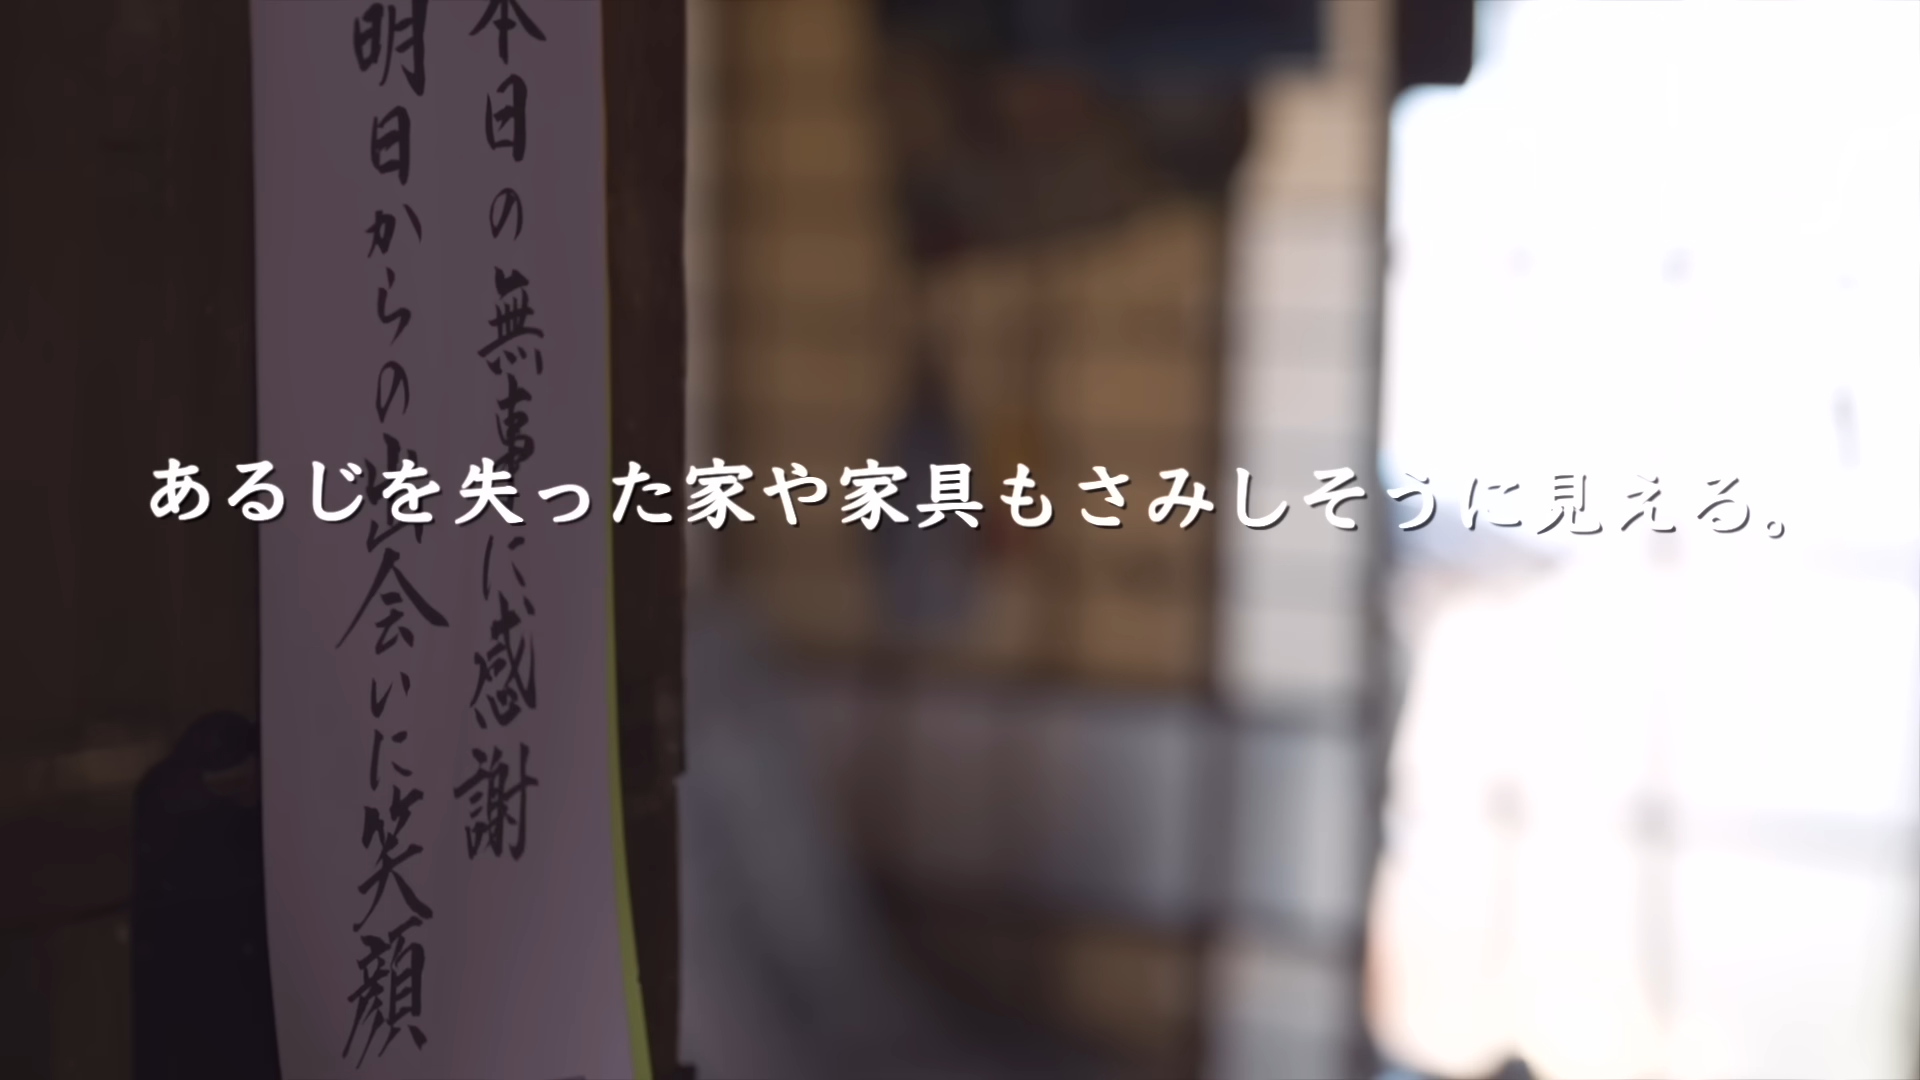 本日の無事に感謝
明日からの出会いに笑顔
あるじを失った家や家具もさみしそうに見える。